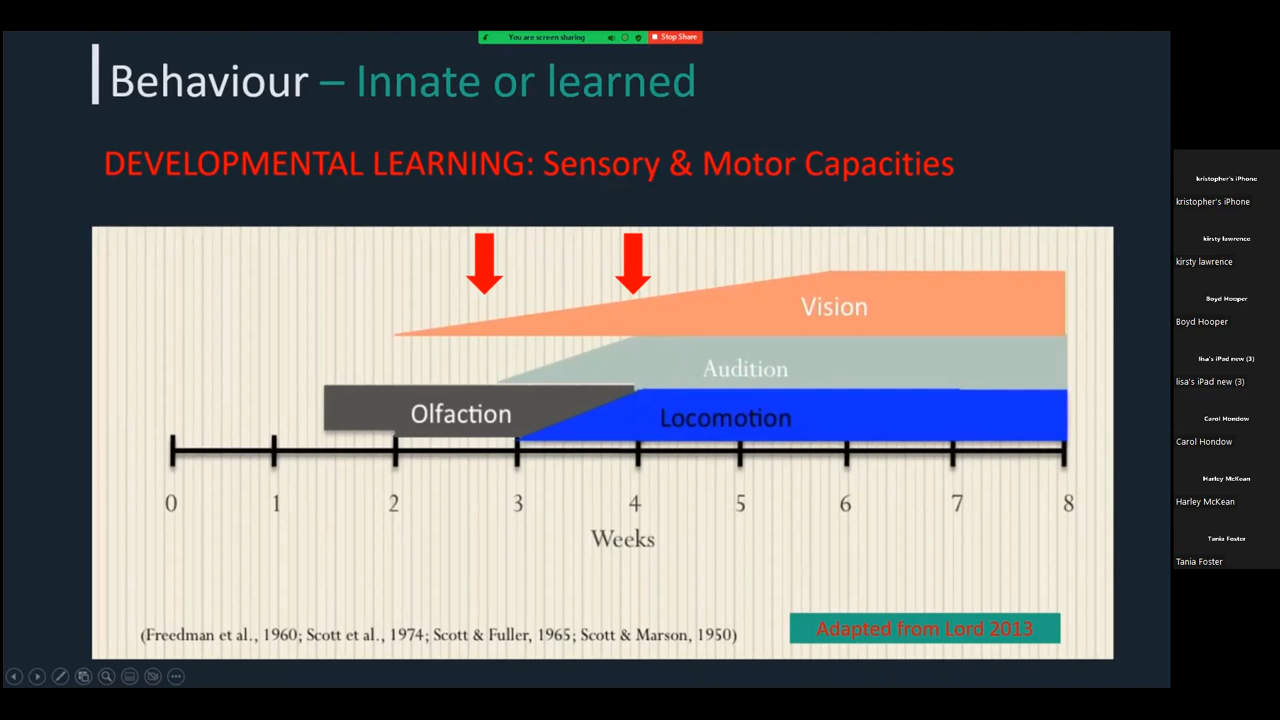 You are screen sharing
Stop Share
Behaviour – Innate or learned
DEVELOPMENTAL LEARNING: Sensory & Motor Capacities
Vision
Audition
Olfaction
Locomotion
0 1 2 3 4 5 6 7 8
Weeks
(Freedman et al., 1960; Scott et al., 1974; Scott & Fuller, 1965; Scott & Marson, 1950)
Adapted from Lord 2013
kristopher's iPhone
kristopher's iPhone
kirsty lawrence
kirsty lawrence
Boyd Hooper
Boyd Hooper
lisa's iPad new (3)
lisa's iPad new (3)
Carol Hondow
Carol Hondow
Harley McKean
Harley McKean
Tania Foster
Tania Foster